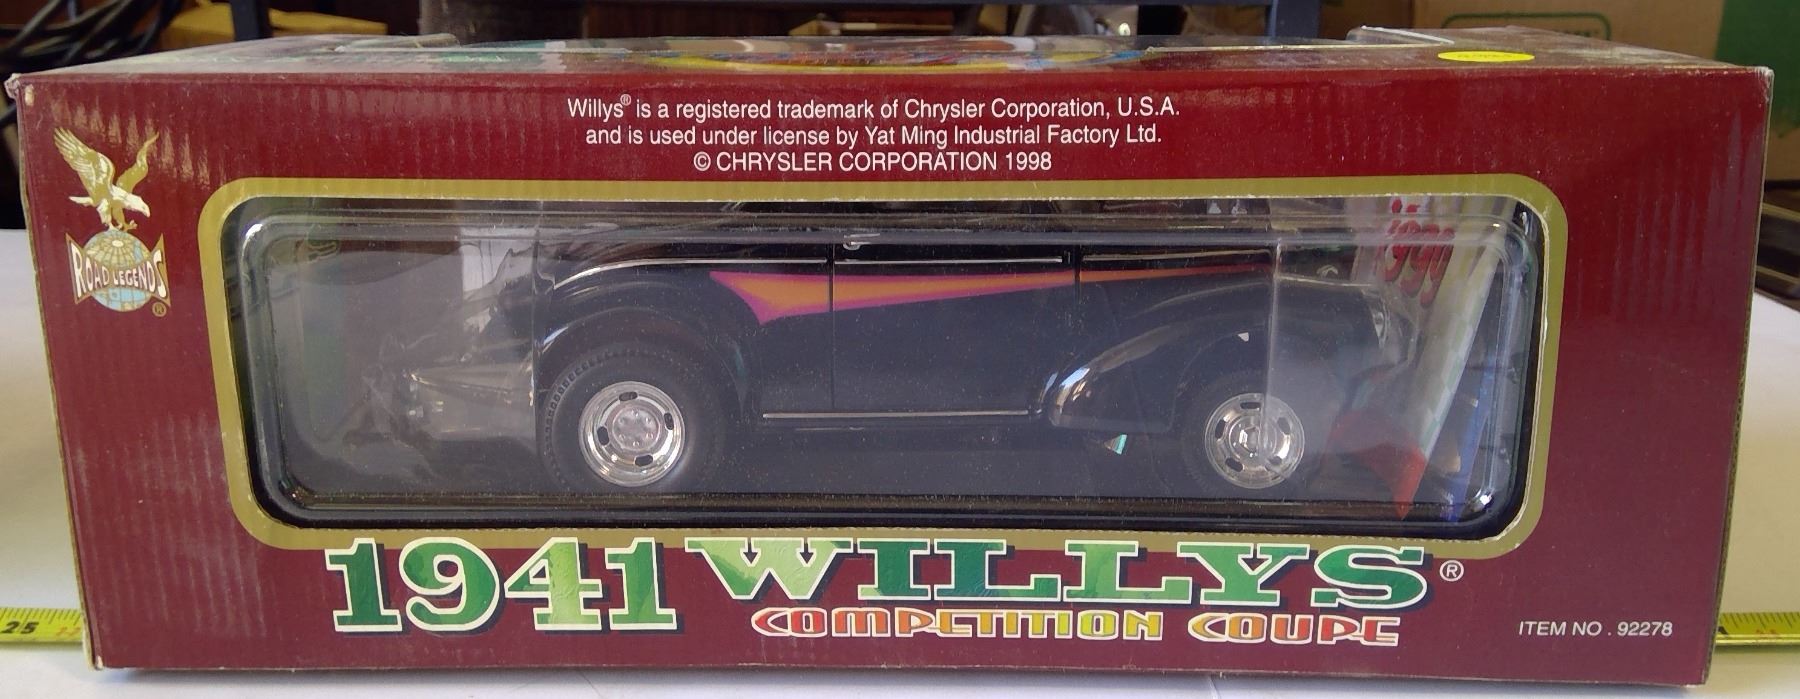 Willys® is a registered trademark of Chrysler Corporation, U.S.A.
and is used under license by Yat Ming Industrial Factory Ltd.
© CHRYSLER CORPORATION 1998
ROAD LEGENDS®
1941 WILLYS®
COMPETITION COUPE
ITEM NO . 92278
25